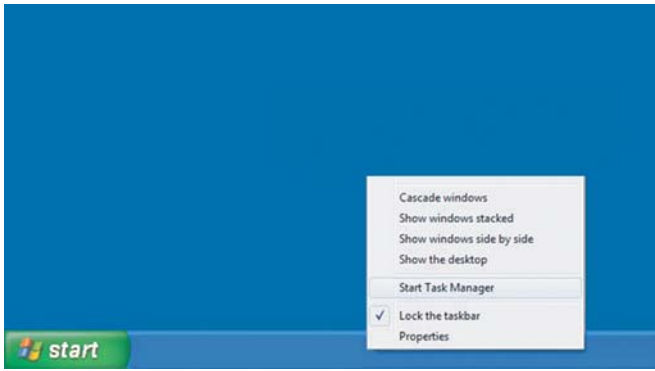 Cascade windows
Show windows stacked
Show windows side by side
Show the desktop
Start Task Manager
Lock the taskbar
Properties
start